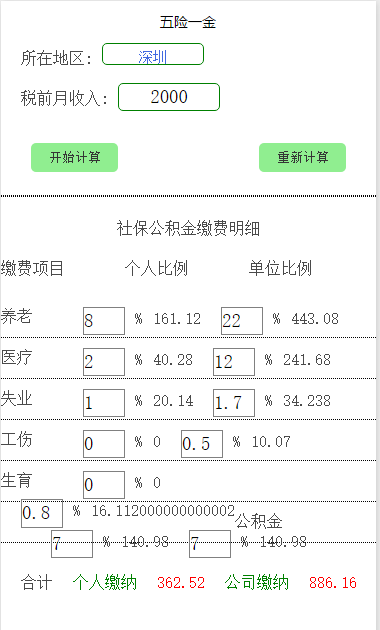 五险一金
所在地区: 深圳
税前月收入: 2000
开始计算 重新计算
社保公积金缴费明细
缴费项目 个人比例 单位比例
养老 8 % 161.12 22 % 443.08
医疗 2 % 40.28 12 % 241.68
失业 1 % 20.14 1.7 % 34.238
工伤 0 % 0 0.5 % 10.07
生育 0 % 0
0.8 % 16.112000000000002
公积金
7 % 140.98 7 % 140.98
合计 个人缴纳 362.52 公司缴纳 886.16